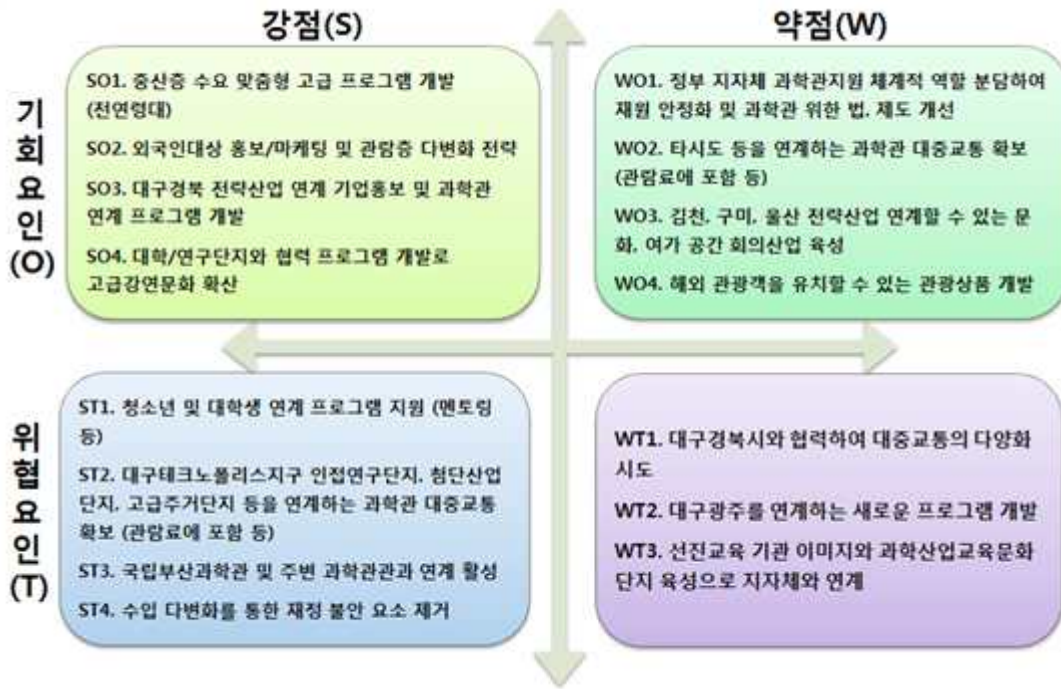 강점(S)
약점(W)
기회요인(O)
SO1. 중산층 수요 맞춤형 고급 프로그램 개발
(전연령대)
SO2. 외국인대상 홍보/마케팅 및 관람층 다변화 전략
SO3. 대구경북 전략산업 연계 기업홍보 및 과학관
연계 프로그램 개발
SO4. 대학/연구단지와 협력 프로그램 개발로
고급강연문화 확산
WO1. 정부 지자체 과학관지원 체계적 역할 분담하여
재원 안정화 및 과학관 위한 법, 제도 개선
WO2. 타시도 등을 연계하는 과학관 대중교통 확보
(관람료에 포함 등)
WO3. 김천, 구미, 울산 전략산업 연계할 수 있는 문
화, 여가 공간 회의산업 육성
WO4. 해외 관광객을 유치할 수 있는 관광상품 개발
위협요인(T)
ST1. 청소년 및 대학생 연계 프로그램 지원 (멘토링
등)
ST2. 대구테크노폴리스지구 인접연구단지, 첨단산업
단지, 고급주거단지 등을 연계하는 과학관 대중교통
확보 (관람료에 포함 등)
ST3. 국립부산과학관 및 주변 과학관관과 연계 활성
ST4. 수입 다변화를 통한 재정 불안 요소 제거
WT1. 대구경북시와 협력하여 대중교통의 다양화
시도
WT2. 대구광주를 연계하는 새로운 프로그램 개발
WT3. 선진교육 기관 이미지와 과학산업교육문화
단지 육성으로 지자체와 연계